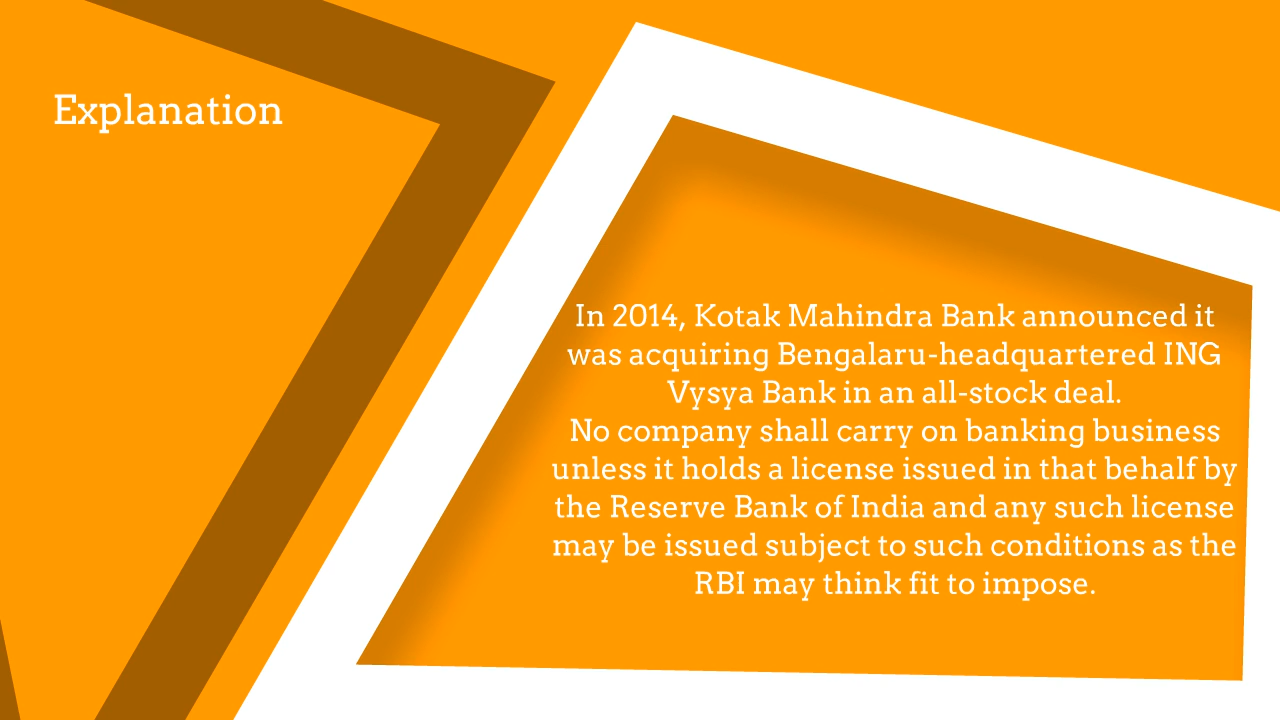 Explanation
In 2014, Kotak Mahindra Bank announced it
was acquiring Bengalaru-headquartered ING
Vysya Bank in an all-stock deal.
No company shall carry on banking business
unless it holds a license issued in that behalf by
the Reserve Bank of India and any such license
may be issued subject to such conditions as the
RBI may think fit to impose.